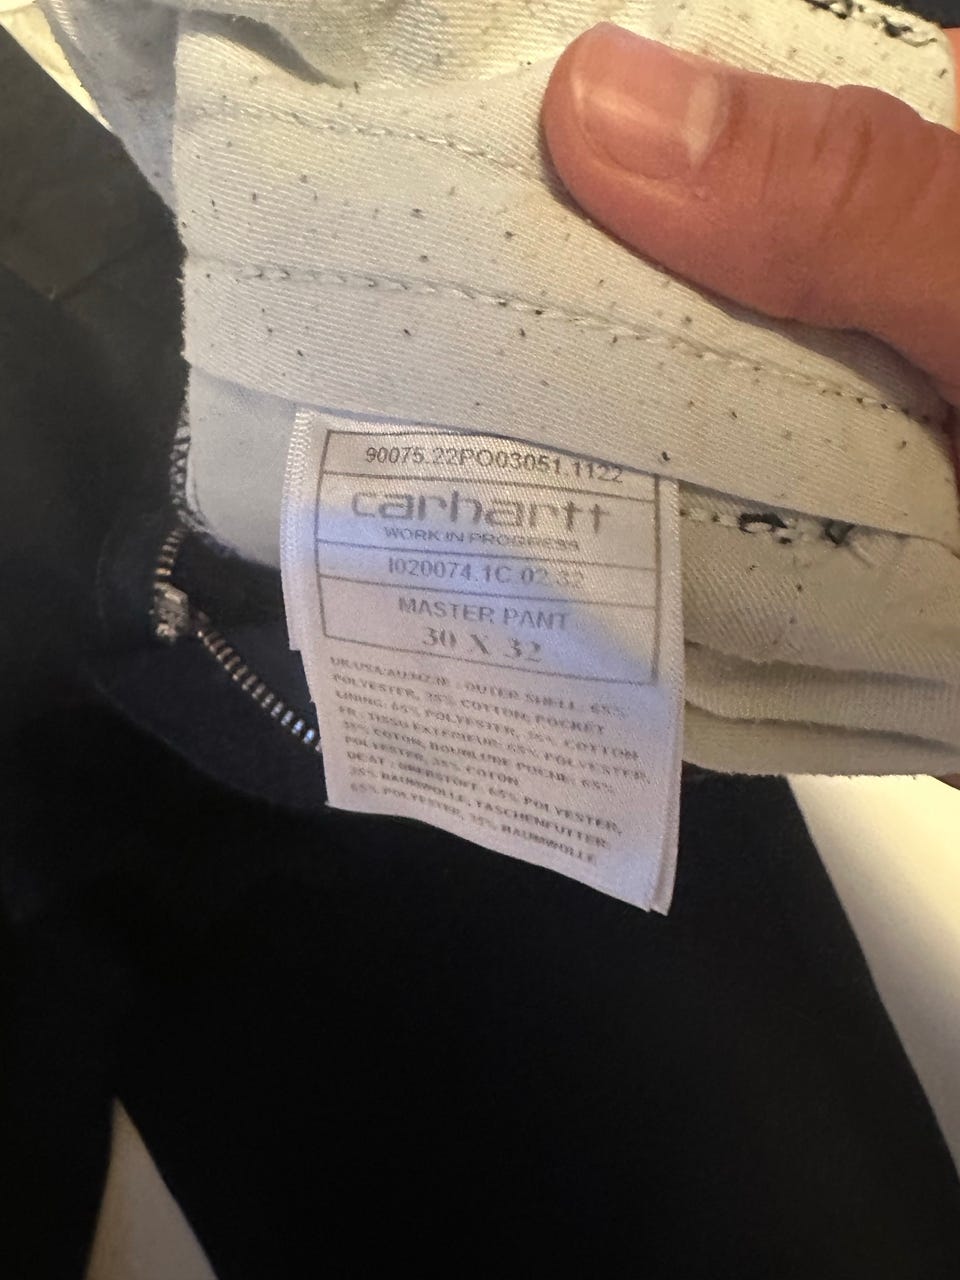 90075.22PO03051.1122
carhartt
WORK IN PROGRESS
I020074.1C.02.32
MASTER PANT
30 X 32
UK/USA/AU/NZ/IE : OUTER SHELL: 65%
POLYESTER, 35% COTTON; POCKET
LINING: 65% POLYESTER, 35% COTTON
FR: TISSU EXTERIEUR: 65% POLYESTER,
35% COTON, DOUBLURE POCHE: 65%
POLYESTER, 35% COTON
DE/AT : OBERSTOFF: 65% POLYESTER,
35% BAUMWOLLE, TASCHENFUTTER:
65% POLYESTER, 35% BAUMWOLLE